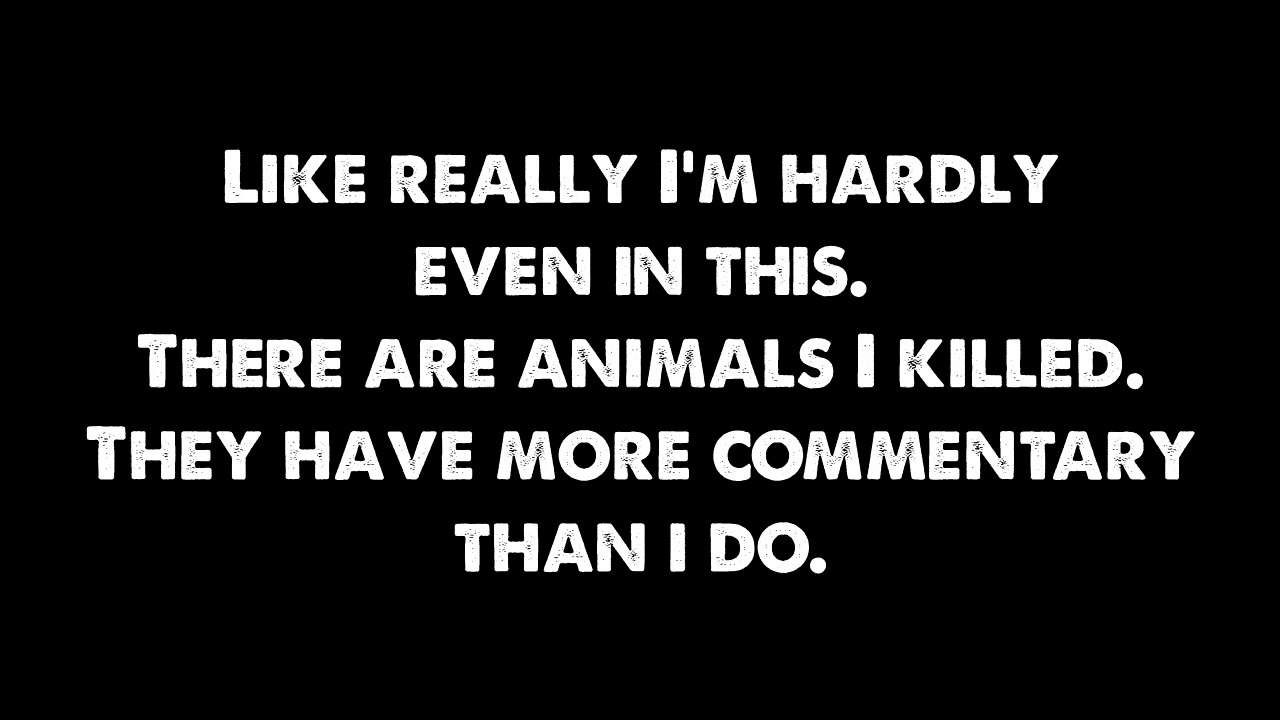 Like really I'm hardly
even in this.
There are animals I killed.
They have more commentary
than i do.